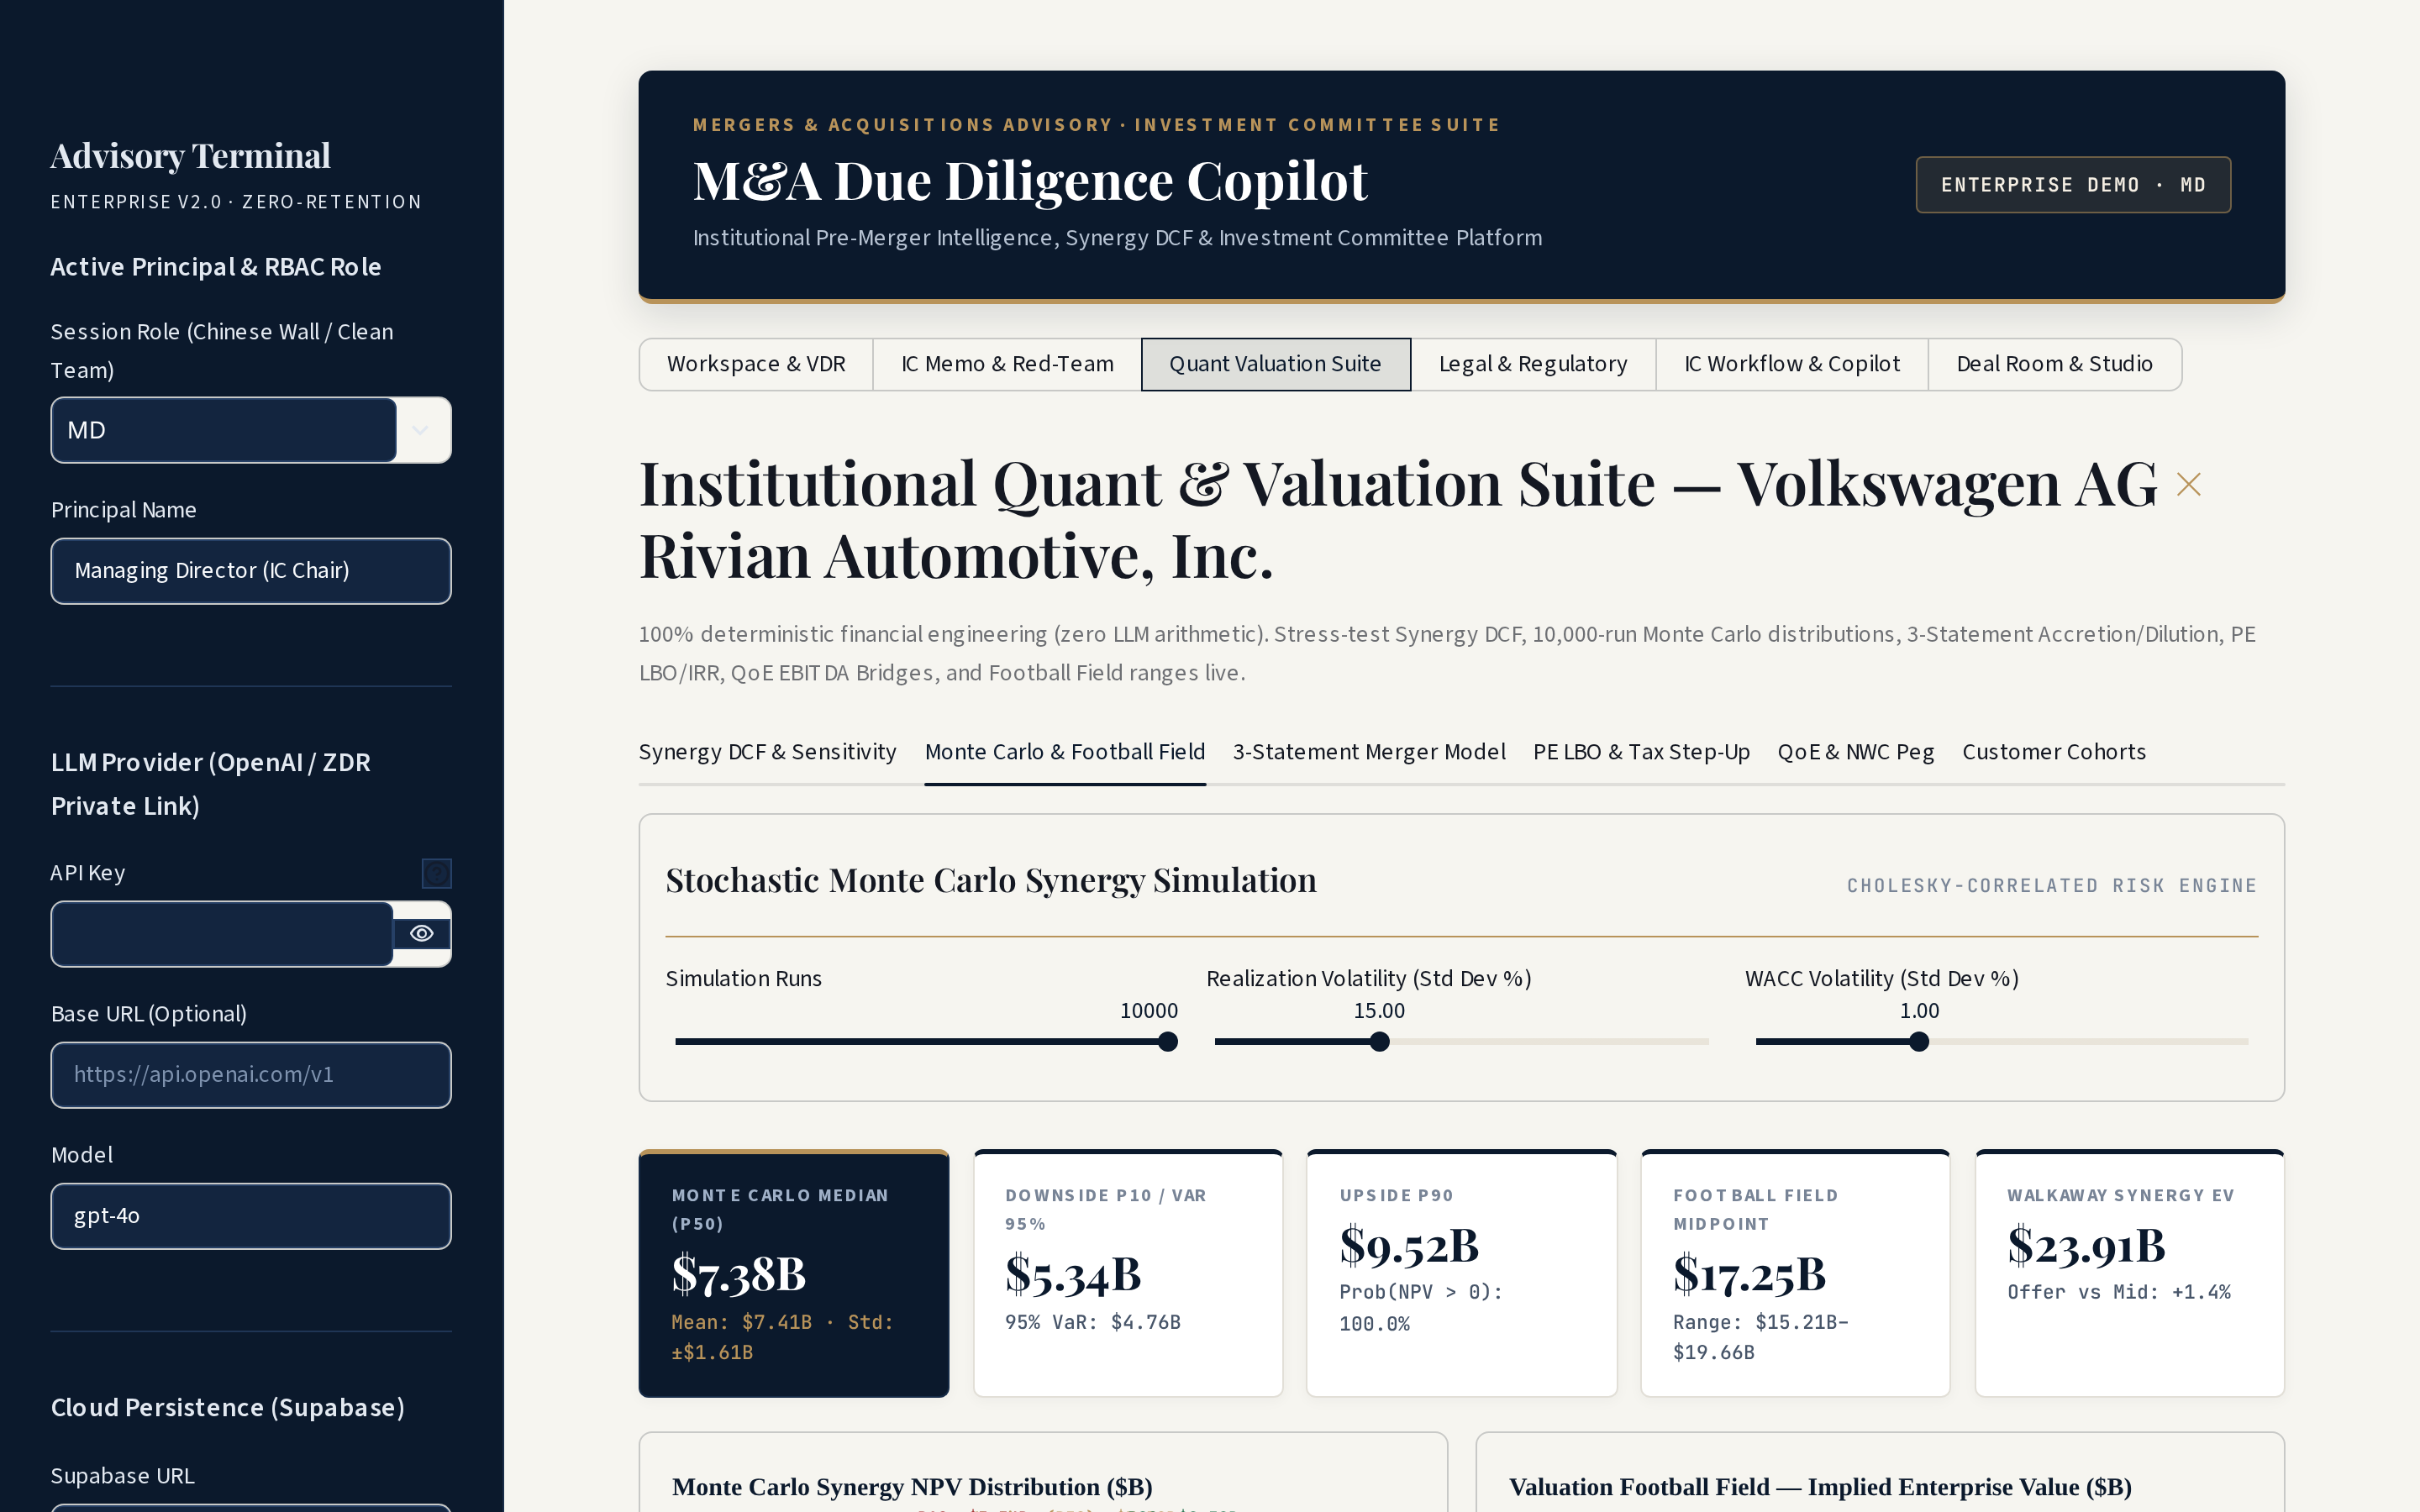 Advisory Terminal
ENTERPRISE V2.0 · ZERO-RETENTION
Active Principal & RBAC Role
Session Role (Chinese Wall / Clean
Team)
MD
Principal Name
Managing Director (IC Chair)
LLM Provider (OpenAI / ZDR
Private Link)
API Key
Base URL (Optional)
https://api.openai.com/v1
Model
gpt-4o
Cloud Persistence (Supabase)
Supabase URL
MERGERS & ACQUISITIONS ADVISORY · INVESTMENT COMMITTEE SUITE
M&A Due Diligence Copilot
Institutional Pre-Merger Intelligence, Synergy DCF & Investment Committee Platform
ENTERPRISE DEMO · MD
Workspace & VDR
IC Memo & Red-Team
Quant Valuation Suite
Legal & Regulatory
IC Workflow & Copilot
Deal Room & Studio
Institutional Quant & Valuation Suite — Volkswagen AG ×
Rivian Automotive, Inc.
100% deterministic financial engineering (zero LLM arithmetic). Stress-test Synergy DCF, 10,000-run Monte Carlo distributions, 3-Statement Accretion/Dilution, PE
LBO/IRR, QoE EBITDA Bridges, and Football Field ranges live.
Synergy DCF & Sensitivity
Monte Carlo & Football Field
3-Statement Merger Model
PE LBO & Tax Step-Up
QoE & NWC Peg
Customer Cohorts
Stochastic Monte Carlo Synergy Simulation
CHOLESKY-CORRELATED RISK ENGINE
Simulation Runs
10000
Realization Volatility (Std Dev %)
15.00
WACC Volatility (Std Dev %)
1.00
MONTE CARLO MEDIAN
(P50)
$7.38B
Mean: $7.41B · Std:
±$1.61B
DOWNSIDE P10 / VAR
95%
$5.34B
95% VaR: $4.76B
UPSIDE P90
$9.52B
Prob(NPV > 0):
100.0%
FOOTBALL FIELD
MIDPOINT
$17.25B
Range: $15.21B–
$19.66B
WALKAWAY SYNERGY EV
$23.91B
Offer vs Mid: +1.4%
Monte Carlo Synergy NPV Distribution ($B)
Valuation Football Field — Implied Enterprise Value ($B)